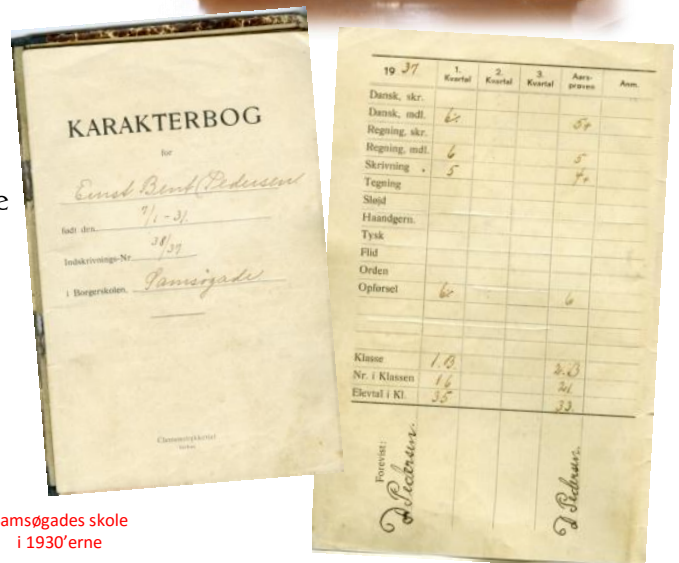 KARAKTERBOG
for
Ernst Bent Pedersen
født den 7/1 - 31.
Indskrivnings-Nr. 38/37
i Borgerskolen. Samsøgade
e
amsøgades skole
i 1930'erne
19 37 1. Kvartal 2. Kvartal 3. Kvartal Aars-prøven Anm.
Dansk, skr.
Dansk, mdl. 5+
Regning, skr.
Regning, mdl. 6 5
Skrivning 5 4+
Tegning
Sløjd
Haandgern.
Tysk
Flid
Orden
Opførsel 6
Klasse 1.B. 2.B
Nr. i Klassen 16 21
Elevtal i Kl. 35 33.
Forevist: D. Pedersen. D. Pedersen.